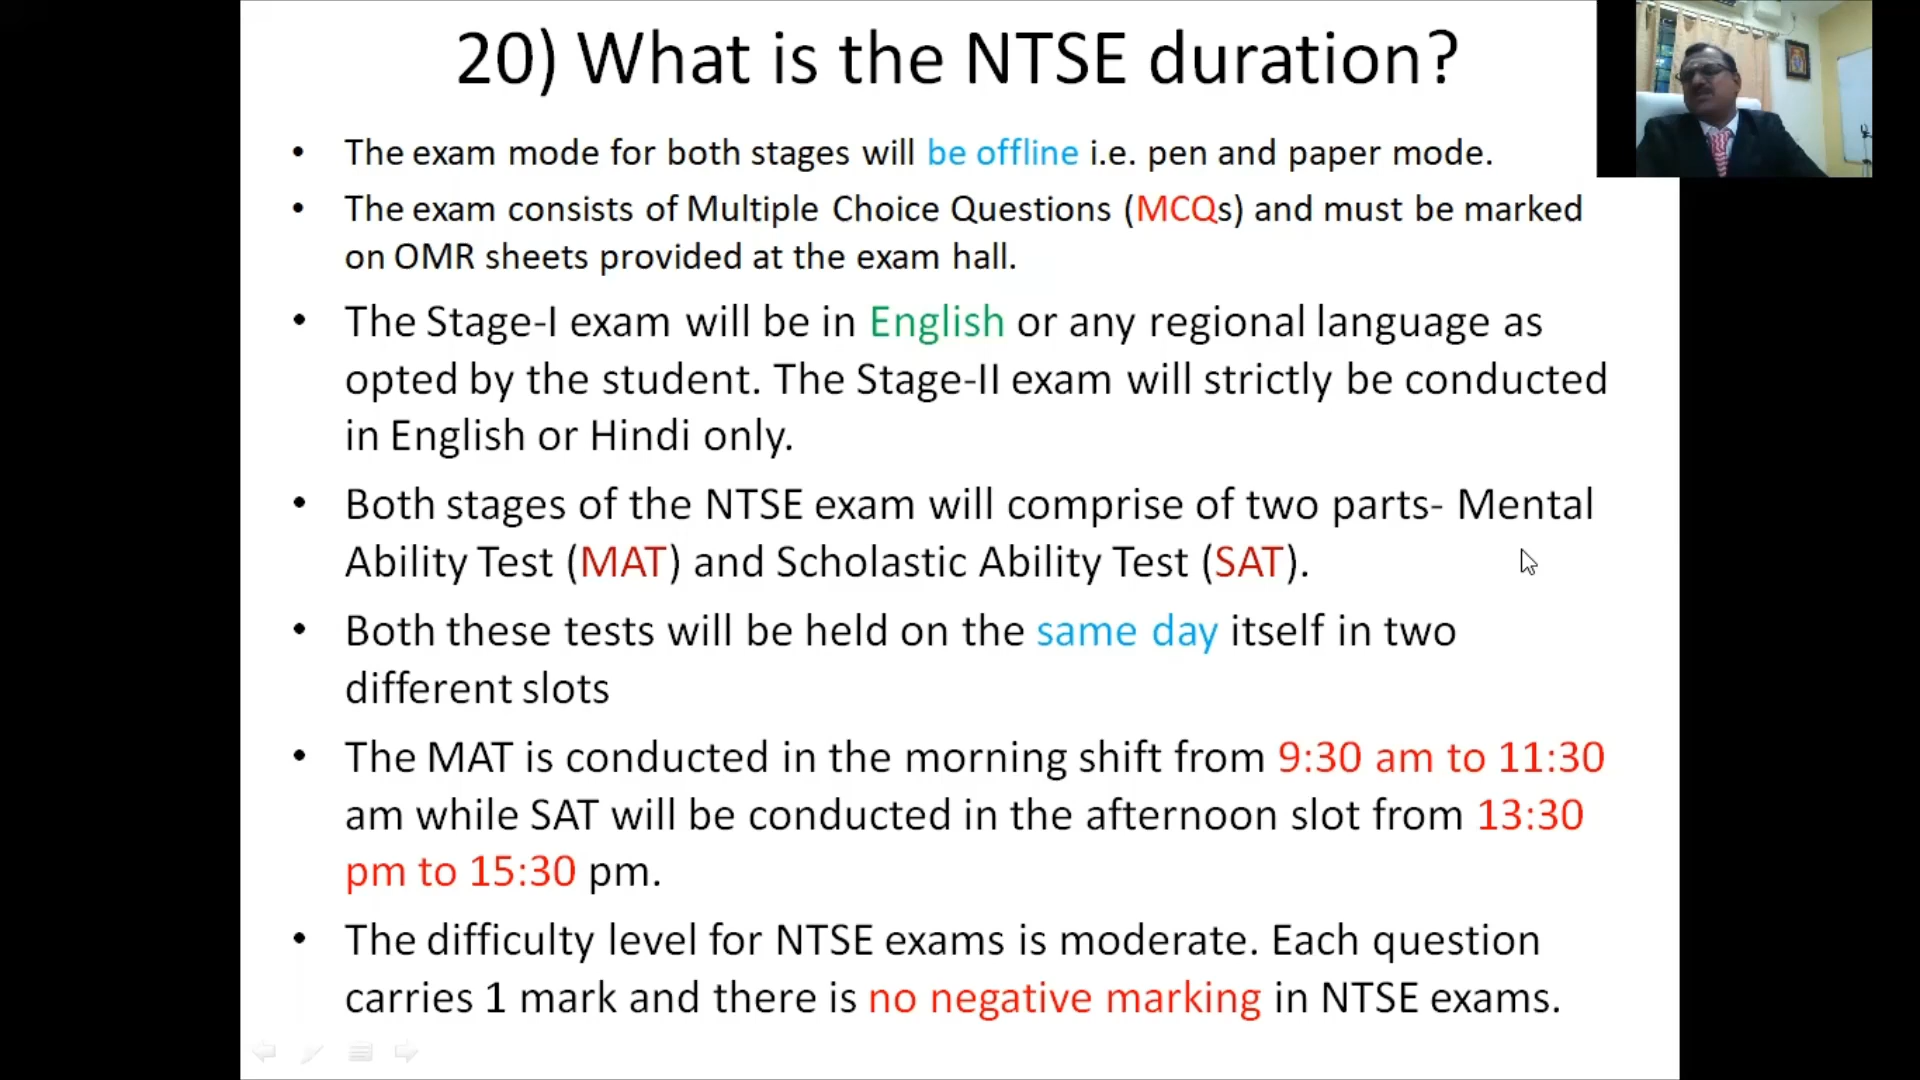 20) What is the NTSE duration?
• The exam mode for both stages will be offline i.e. pen and paper mode.
• The exam consists of Multiple Choice Questions (MCQs) and must be marked
on OMR sheets provided at the exam hall.
• The Stage-I exam will be in English or any regional language as
opted by the student. The Stage-II exam will strictly be conducted
in English or Hindi only.
• Both stages of the NTSE exam will comprise of two parts- Mental
Ability Test (MAT) and Scholastic Ability Test (SAT).
• Both these tests will be held on the same day itself in two
different slots
• The MAT is conducted in the morning shift from 9:30 am to 11:30
am while SAT will be conducted in the afternoon slot from 13:30
pm to 15:30 pm.
• The difficulty level for NTSE exams is moderate. Each question
carries 1 mark and there is no negative marking in NTSE exams.